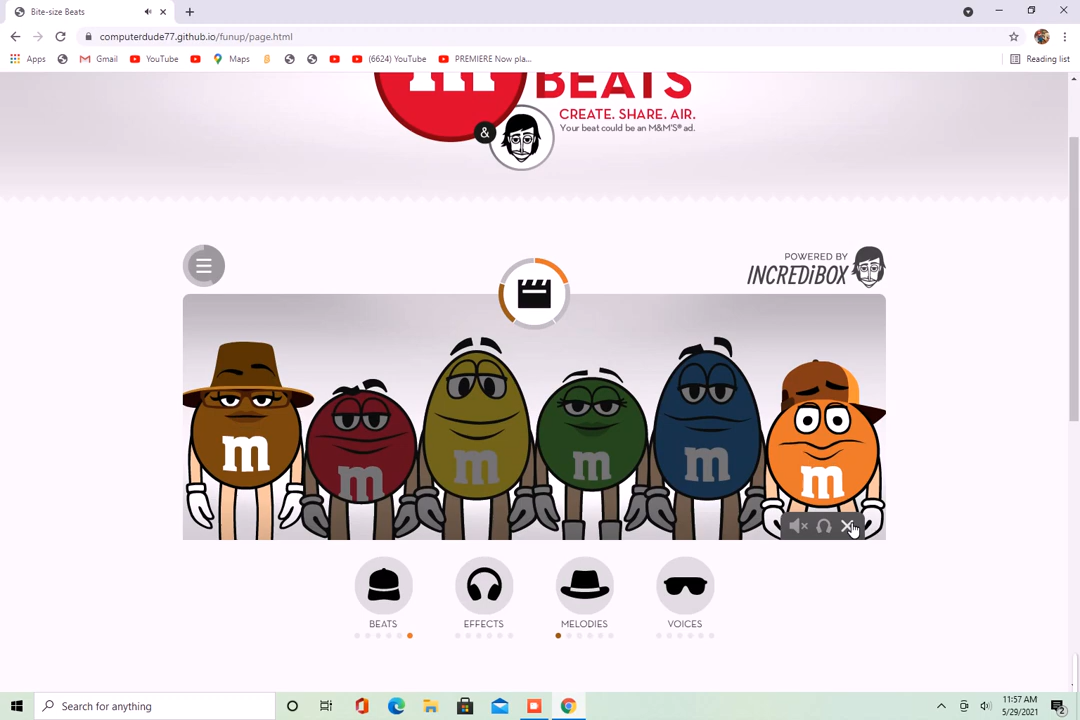 Bite-size Beats
computerdude77.github.io/funup/page.html
Apps
Gmail
YouTube
Maps
(6624) YouTube
PREMIERE Now pla...
Reading list
m
BEATS
CREATE. SHARE. AIR.
&
Your beat could be an M&M'S® ad.
POWERED BY
INCREDiBOX
m
m
m
m
m
m
BEATS
EFFECTS
MELODIES
VOICES
Search for anything
11:57 AM
5/29/2021
2